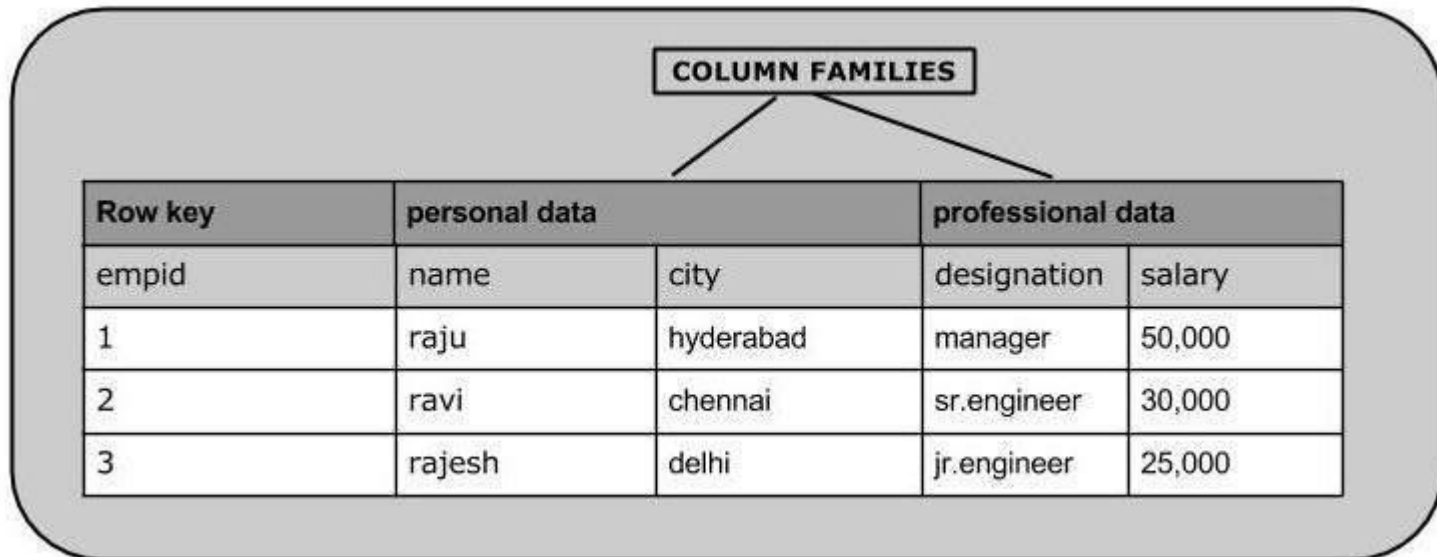 COLUMN FAMILIES
Row key personal data professional data
empid name city designation salary
1 raju hyderabad manager 50,000
2 ravi chennai sr.engineer 30,000
3 rajesh delhi jr.engineer 25,000